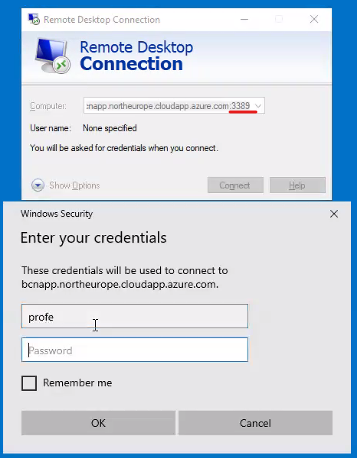 Remote Desktop Connection
Remote Desktop
Connection
Computer: :napp.northeurope.cloudapp.azure.com:3389
User name: None specified
You will be asked for credentials when you connect.
Show Options Connect Help
Windows Security
Enter your credentials
These credentials will be used to connect to
bcnapp.northeurope.cloudapp.azure.com.
profe
Password
Remember me
OK Cancel